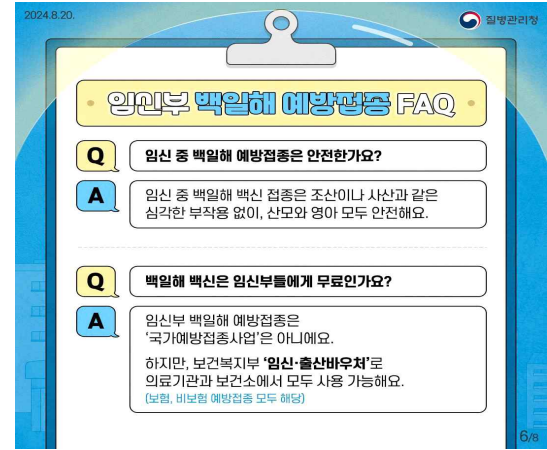 2024.8.20.
질병관리청
임신부 백일해 예방접종 FAQ
Q
임신 중 백일해 예방접종은 안전한가요?
A
임신 중 백일해 백신 접종은 조산이나 사산과 같은
심각한 부작용 없이, 산모와 영아 모두 안전해요.
Q
백일해 백신은 임신부들에게 무료인가요?
A
임신부 백일해 예방접종은
‘국가예방접종사업’은 아니에요.
하지만, 보건복지부 ‘임신·출산바우처’로
의료기관과 보건소에서 모두 사용 가능해요.
(보험, 비보험 예방접종 모두 해당)
6/8